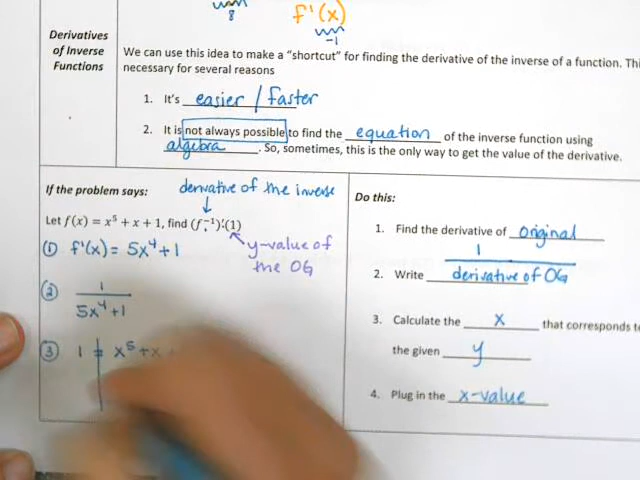 8
f'(x)
-1
Derivatives
of Inverse
Functions
We can use this idea to make a "shortcut" for finding the derivative of the inverse of a function.
necessary for several reasons
1. It's easier / faster
2. It is not always possible to find the equation of the inverse function using
algebra. So, sometimes, this is the only way to get the value of the derivative.
If the problem says:
derivative of the inverse
Let f(x) = x⁵ + x + 1, find (f⁻¹)'(1)
① f'(x) = 5x⁴ + 1
y-value of
the OG
② 1
5x⁴ + 1
③ 1 = x⁵ + x
Do this:
1. Find the derivative of original
1
2. Write derivative of OG
3. Calculate the x that corresponds
the given y
4. Plug in the x-value